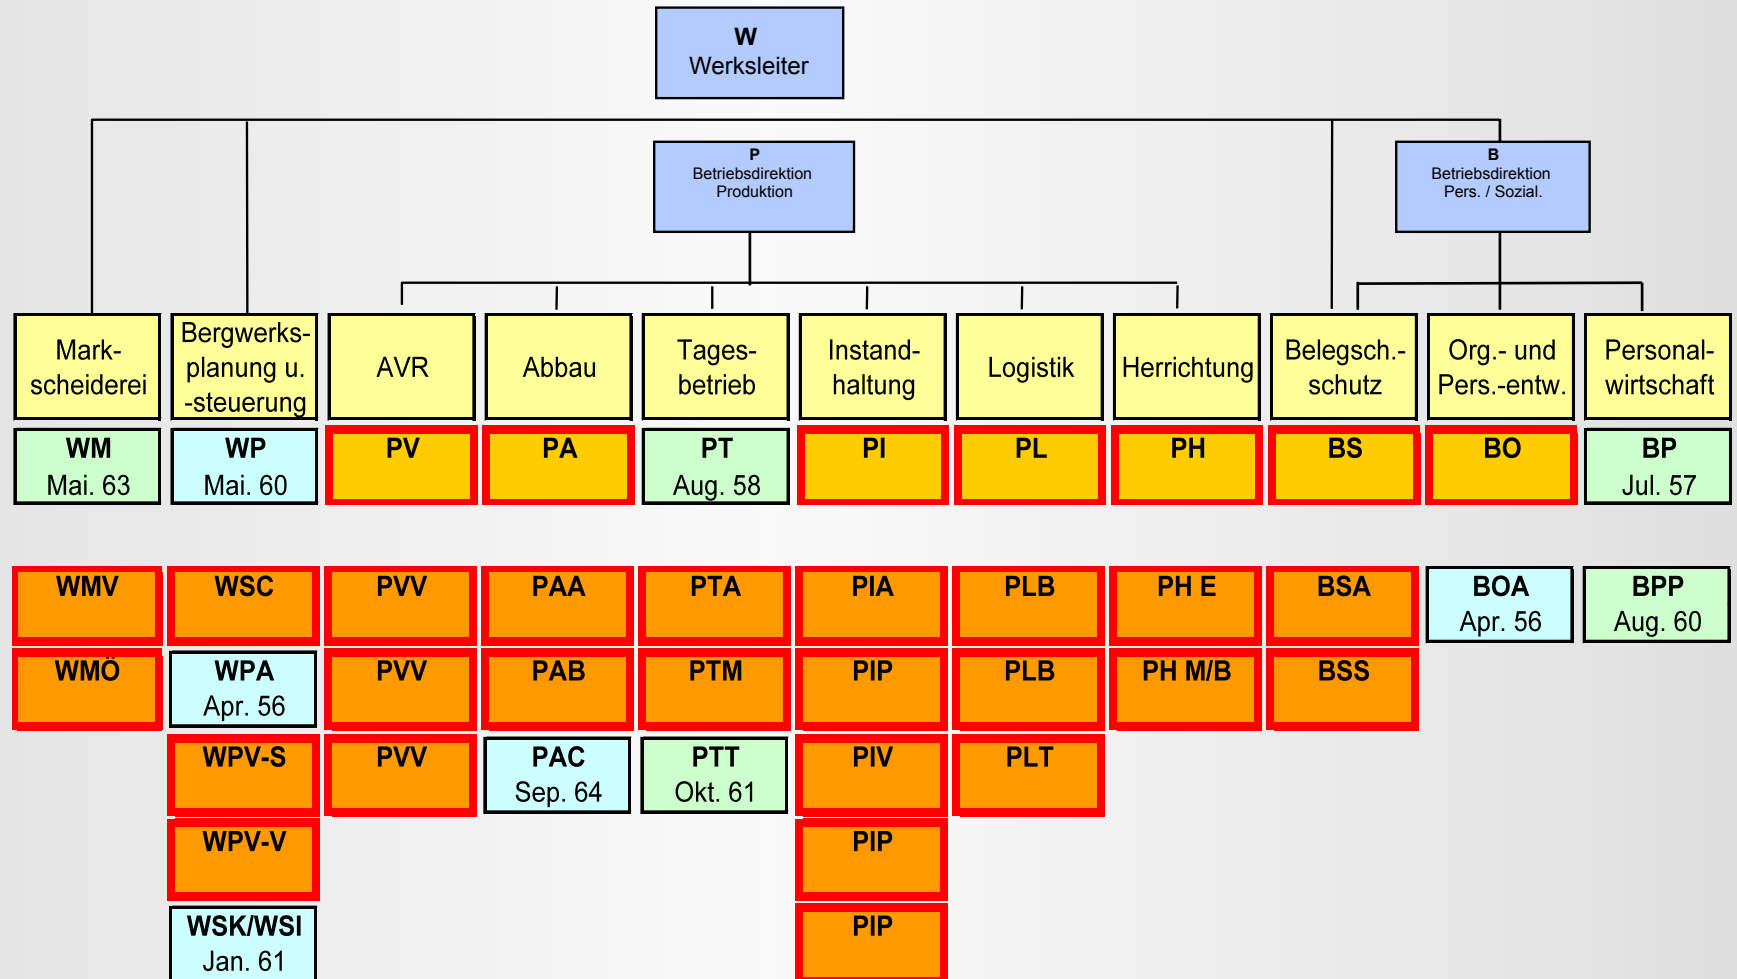 W
Werksleiter
P
Betriebsdirektion
Produktion
B
Betriebsdirektion
Pers. / Sozial.
Mark-
scheiderei
Bergwerks-
planung u.
-steuerung
AVR
Abbau
Tages-
betrieb
Instand-
haltung
Logistik
Herrichtung
Belegsch.-
schutz
Org.- und
Pers.-entw.
Personal-
wirtschaft
WM
Mai. 63
WP
Mai. 60
PV
PA
PT
Aug. 58
PI
PL
PH
BS
BO
BP
Jul. 57
WMV
WSC
PVV
PAA
PTA
PIA
PLB
PH E
BSA
BOA
Apr. 56
BPP
Aug. 60
WMÖ
WPA
Apr. 56
PVV
PAB
PTM
PIP
PLB
PH M/B
BSS
WPV-S
PVV
PAC
Sep. 64
PTT
Okt. 61
PIV
PLT
WPV-V
PIP
WSK/WSI
Jan. 61
PIP